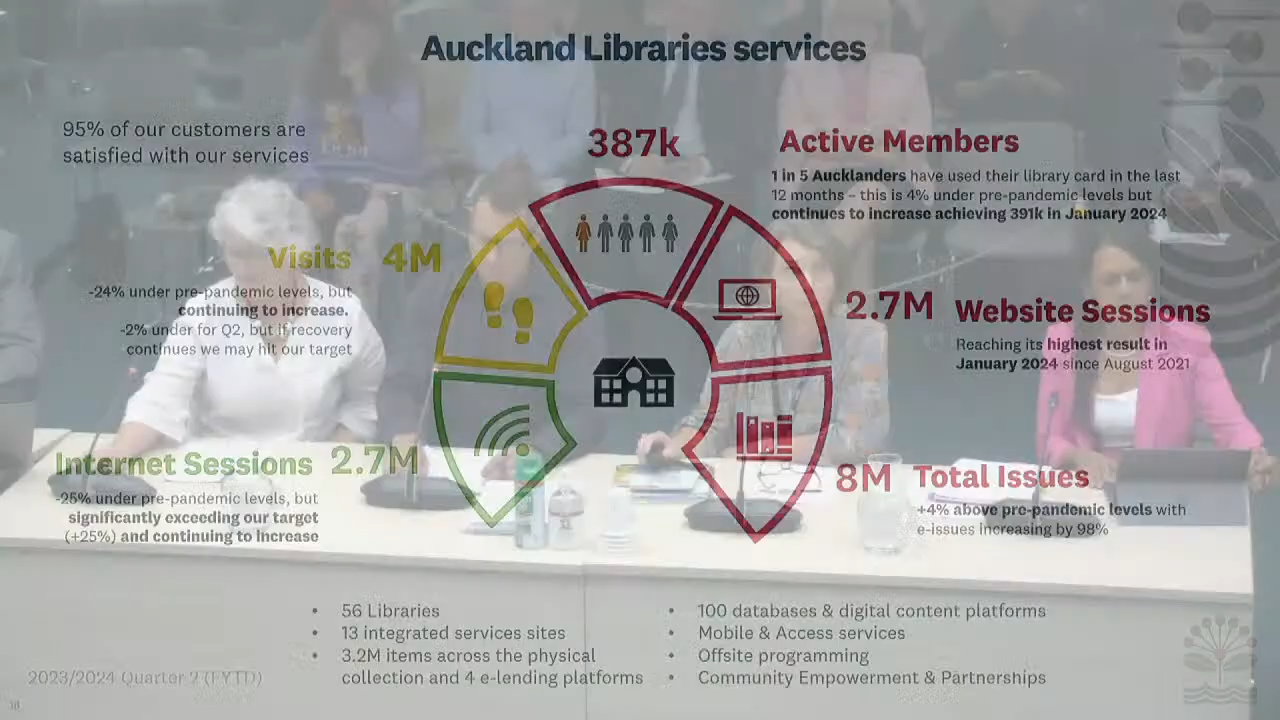 Auckland Libraries services
95% of our customers are
satisfied with our services
387k
Active Members
1 in 5 Aucklanders have used their library card in the last
12 months – this is 4% under pre-pandemic levels but
continues to increase achieving 391k in January 2024
Visits 4M
-24% under pre-pandemic levels, but
continuing to increase.
-2% under for Q2, but if recovery
continues we may hit our target
2.7M Website Sessions
Reaching its highest result in
January 2024 since August 2021
Internet Sessions 2.7M
-25% under pre-pandemic levels, but
significantly exceeding our target
(+25%) and continuing to increase
8M Total Issues
+4% above pre-pandemic levels with
e-issues increasing by 98%
• 56 Libraries
• 13 integrated services sites
• 3.2M items across the physical
collection and 4 e-lending platforms
• 100 databases & digital content platforms
• Mobile & Access services
• Offsite programming
• Community Empowerment & Partnerships
2023/2024 Quarter 2 (FYTD)